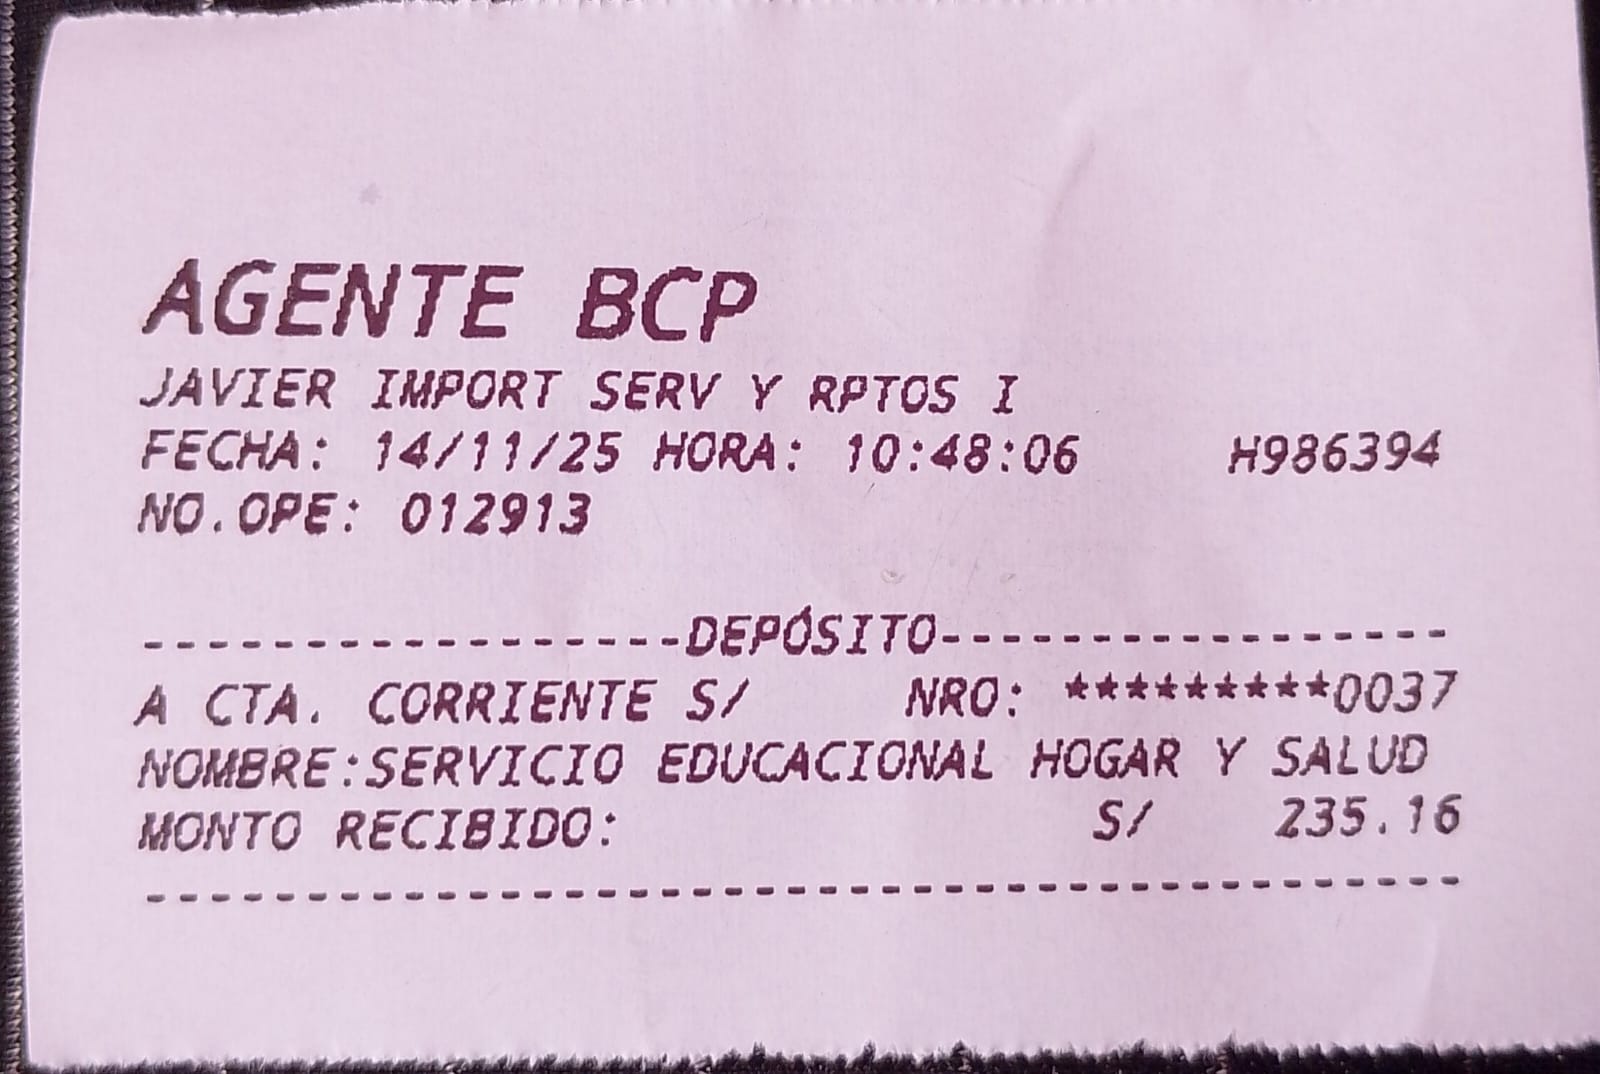 AGENTE BCP
JAVIER IMPORT SERV Y RPTOS I
FECHA: 14/11/25 HORA: 10:48:06 H986394
NO.OPE: 012913
-----------------DEPÓSITO-----------------
A CTA. CORRIENTE S/ NRO: *********0037
NOMBRE:SERVICIO EDUCACIONAL HOGAR Y SALUD
MONTO RECIBIDO: S/ 235.16
------------------------------------------